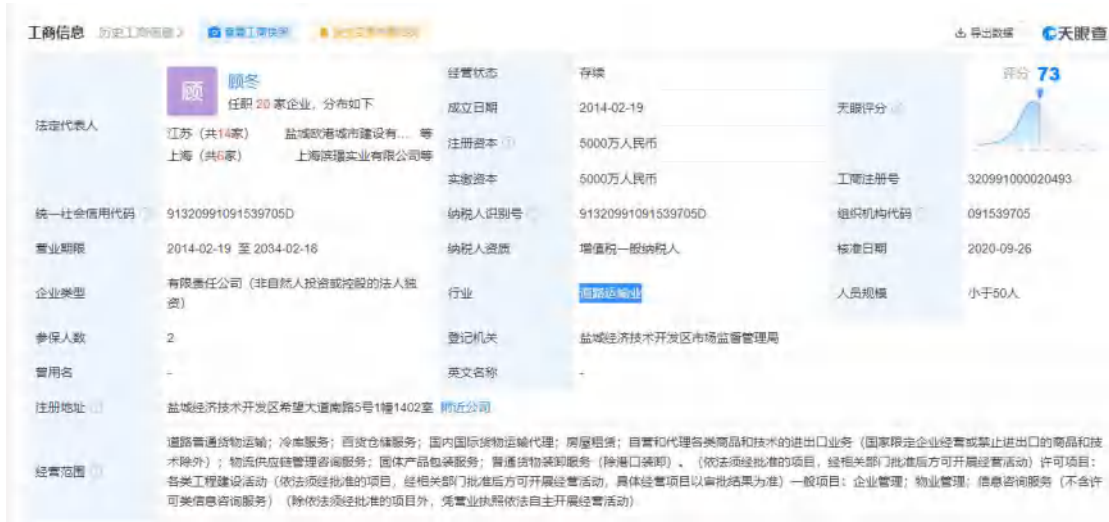 工商信息 历史工商信息 查看工商快照
导出数据 天眼查
法定代表人
顾
顾冬
任职 20 家企业，分布如下
江苏（共14家） 盐城欧港城市建设有... 等
上海（共6家） 上海滨璟实业有限公司等
经营状态 存续
成立日期 2014-02-19
注册资本 5000万人民币
实缴资本 5000万人民币
天眼评分
评分 73
工商注册号 320991000020493
统一社会信用代码 91320991091539705D 纳税人识别号 91320991091539705D 组织机构代码 091539705
营业期限 2014-02-19 至 2034-02-18 纳税人资质 增值税一般纳税人 核准日期 2020-09-26
企业类型 有限责任公司（非自然人投资或控股的法人独
资）
行业 道路运输业 人员规模 小于50人
参保人数 2 登记机关 盐城经济技术开发区市场监督管理局
曾用名 - 英文名称 -
注册地址 盐城经济技术开发区希望大道南路5号1幢1402室 附近公司
经营范围
道路普通货物运输；冷库服务；百货仓储服务；国内国际货物运输代理；房屋租赁；自营和代理各类商品和技术的进出口业务（国家限定企业经营或禁止进出口的商品和技
术除外）；物流供应链管理咨询服务；固体产品包装服务；普通货物装卸服务（除港口装卸）。（依法须经批准的项目，经相关部门批准后方可开展经营活动）许可项目：
各类工程建设活动（依法须经批准的项目，经相关部门批准后方可开展经营活动，具体经营项目以审批结果为准）一般项目：企业管理；物业管理；信息咨询服务（不含许
可类信息咨询服务）（除依法须经批准的项目外，凭营业执照依法自主开展经营活动）